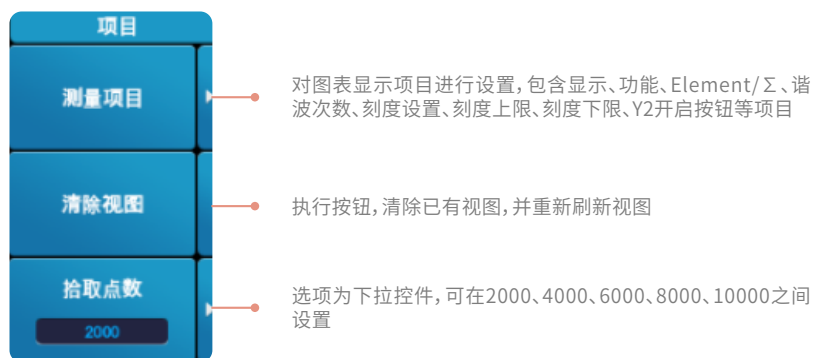 项目
测量项目
对图表显示项目进行设置，包含显示、功能、Element/Σ、谐
波次数、刻度设置、刻度上限、刻度下限、Y2开启按钮等项目
清除视图
执行按钮，清除已有视图，并重新刷新视图
拾取点数
2000
选项为下拉控件，可在2000、4000、6000、8000、10000之间
设置